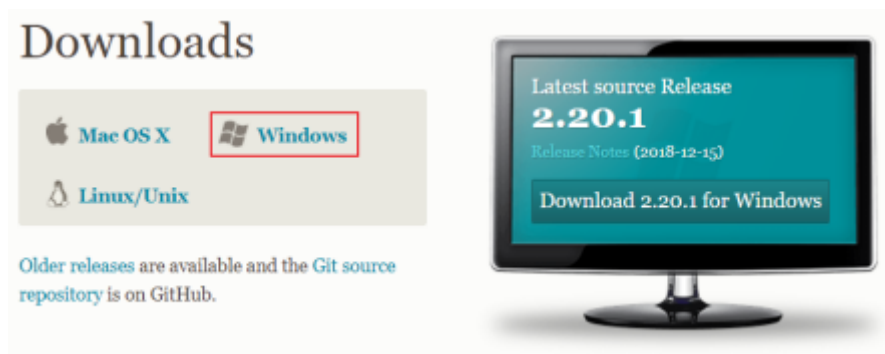 Downloads
Mac OS X
Windows
Linux/Unix
Older releases are available and the Git source
repository is on GitHub.
Latest source Release
2.20.1
Release Notes (2018-12-15)
Download 2.20.1 for Windows